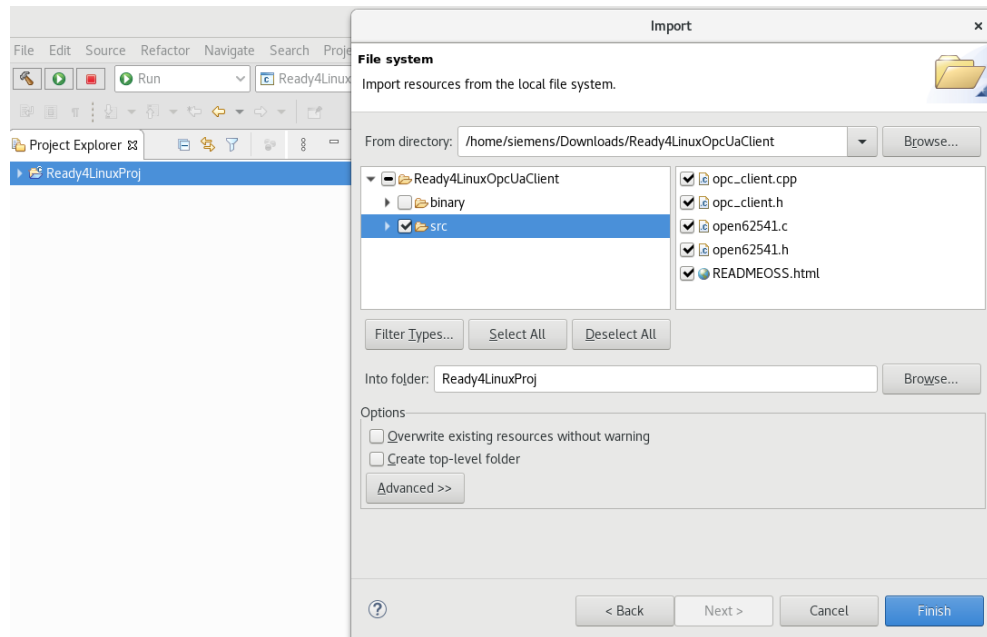 Import
File Edit Source Refactor Navigate Search Proje
Run
Ready4Linux
Project Explorer
Ready4LinuxProj
File system
Import resources from the local file system.
From directory: /home/siemens/Downloads/Ready4LinuxOpcUaClient Browse...
Ready4LinuxOpcUaClient
binary
src
opc_client.cpp
opc_client.h
open62541.c
open62541.h
READMEOSS.html
Filter Types... Select All Deselect All
Into folder: Ready4LinuxProj Browse...
Options
Overwrite existing resources without warning
Create top-level folder
Advanced >>
< Back Next > Cancel Finish